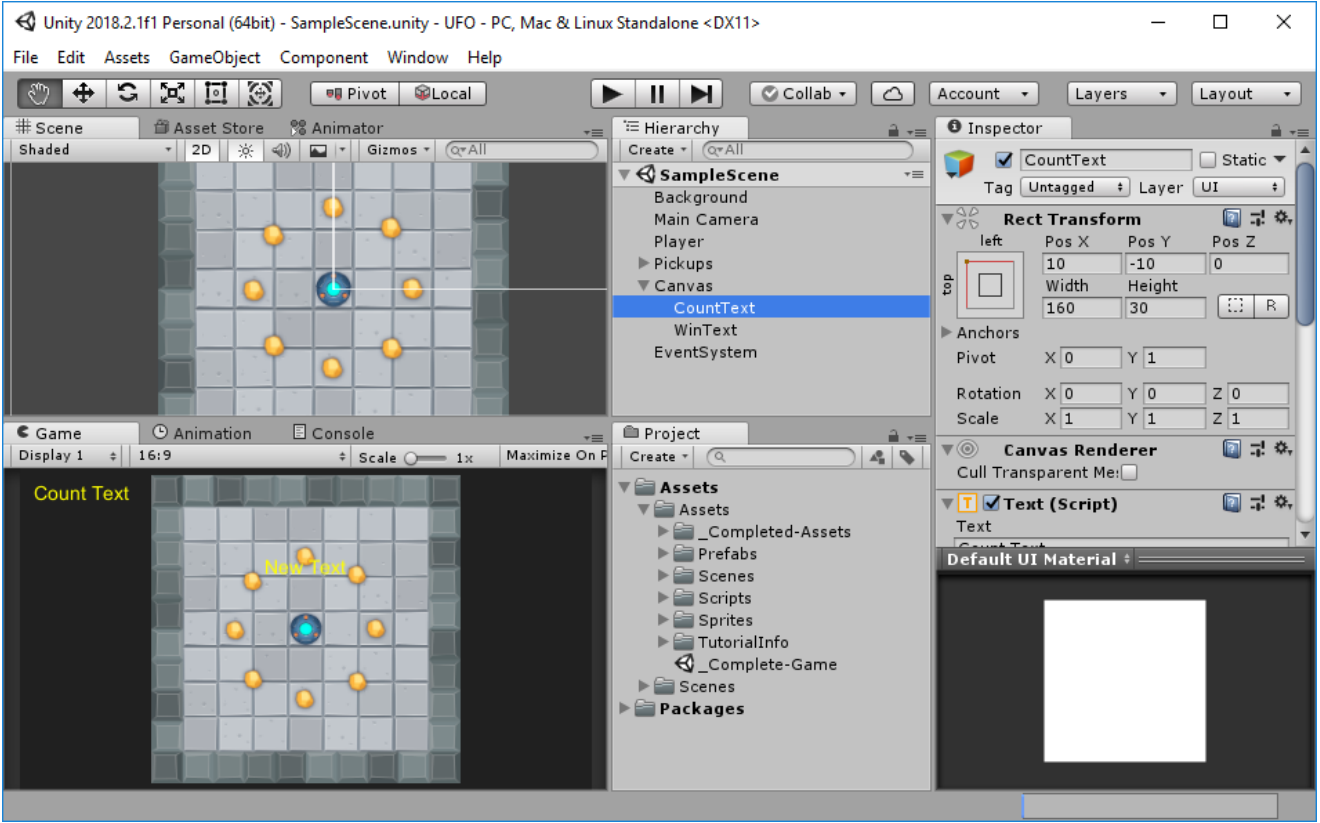 Unity 2018.2.1f1 Personal (64bit) - SampleScene.unity - UFO - PC, Mac & Linux Standalone <DX11>
File Edit Assets GameObject Component Window Help
Pivot Local Collab Account Layers Layout
Scene Asset Store Animator
Shaded 2D Gizmos All
Hierarchy
Create All
SampleScene
Background
Main Camera
Player
Pickups
Canvas
CountText
WinText
EventSystem
Inspector
CountText Static
Tag Untagged Layer UI
Rect Transform
left Pos X Pos Y Pos Z
10 -10 0
top
Width Height
160 30 R
Anchors
Pivot X 0 Y 1
Rotation X 0 Y 0 Z 0
Scale X 1 Y 1 Z 1
Canvas Renderer
Cull Transparent Me:
T Text (Script)
Text
Count Text
Default UI Material
Game Animation Console
Display 1 16:9 Scale 1x Maximize On P
Count Text
New Text
Project
Create
Assets
Assets
_Completed-Assets
Prefabs
Scenes
Scripts
Sprites
TutorialInfo
_Complete-Game
Scenes
Packages